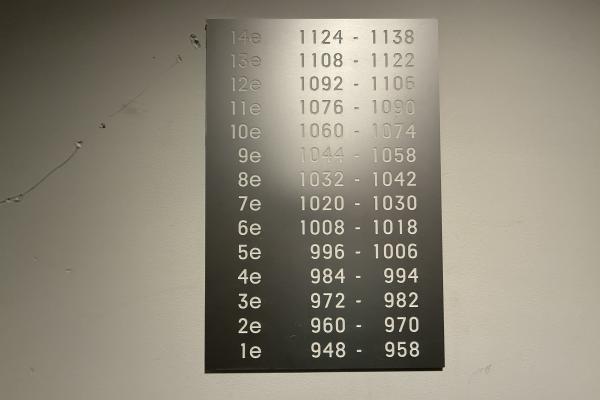 14e 1124 - 1138
13e 1108 - 1122
12e 1092 - 1106
11e 1076 - 1090
10e 1060 - 1074
9e 1044 - 1058
8e 1032 - 1042
7e 1020 - 1030
6e 1008 - 1018
5e 996 - 1006
4e 984 - 994
3e 972 - 982
2e 960 - 970
1e 948 - 958